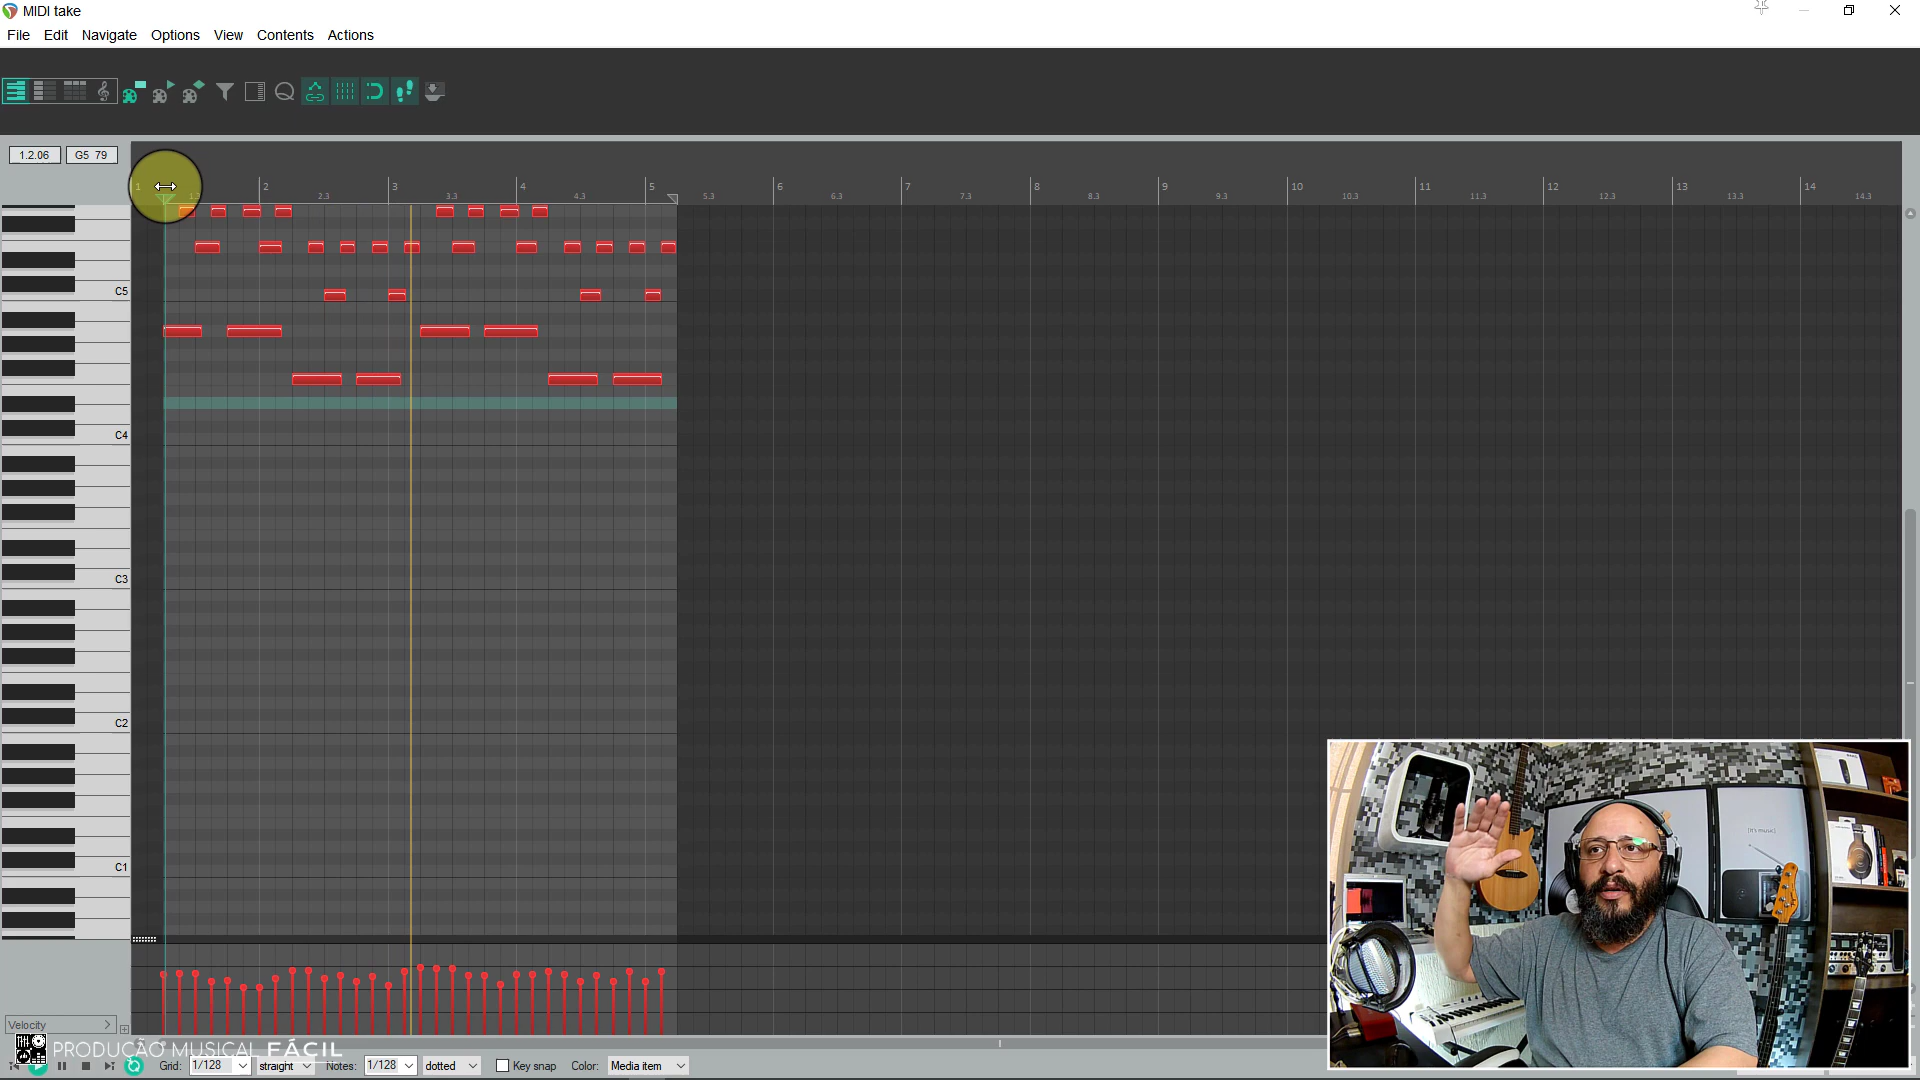 MIDI take
File Edit Navigate Options View Contents Actions
1.2.06 G5 79
1 2 3 4 5 6 7 8 9 10 11 12 13 14
2.3 3.3 4.3 5.3 6.3 7.3 8.3 9.3 10.3 11.3 12.3 13.3 14.3
C5
C4
C3
C2
C1
Velocity
PRODUÇÃO MUSICAL FÁCIL
Grid: 1/128 straight Notes: 1/128 dotted Key snap Color: Media item